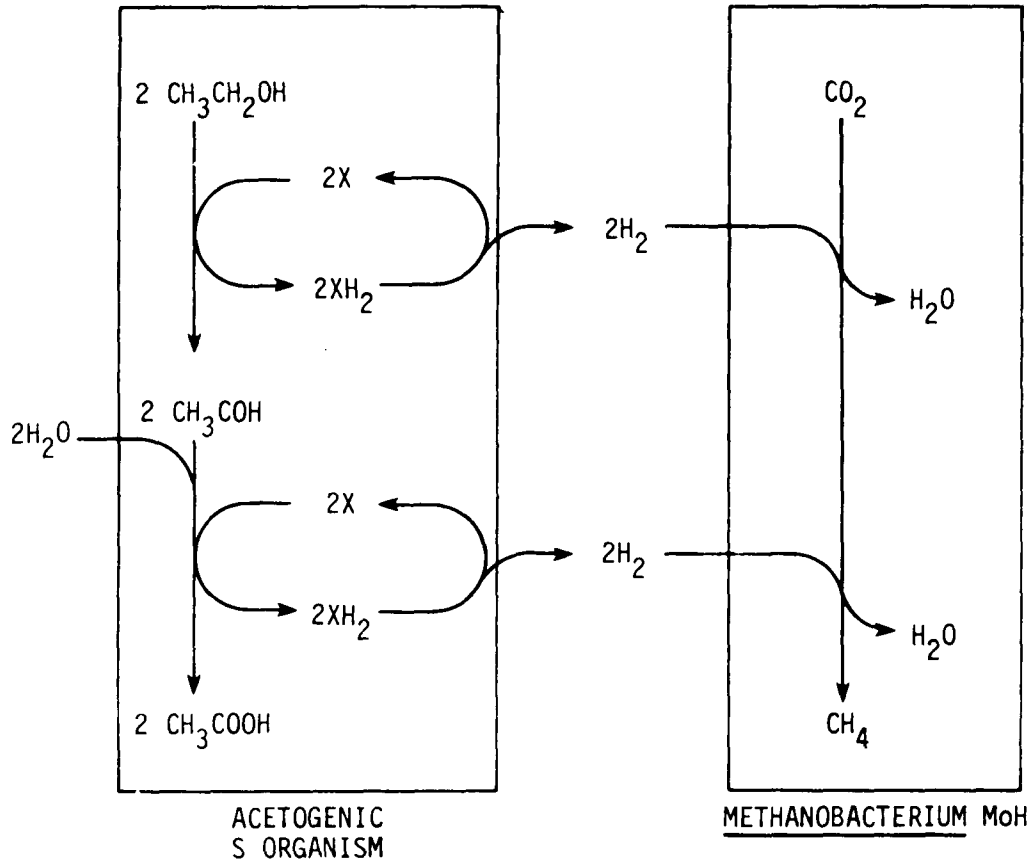 2 CH3CH2OH
CO2
2X
2H2
2XH2
H2O
2 CH3COH
2H2O
2X
2H2
2XH2
H2O
2 CH3COOH
CH4
ACETOGENIC
S ORGANISM
METHANOBACTERIUM MOH